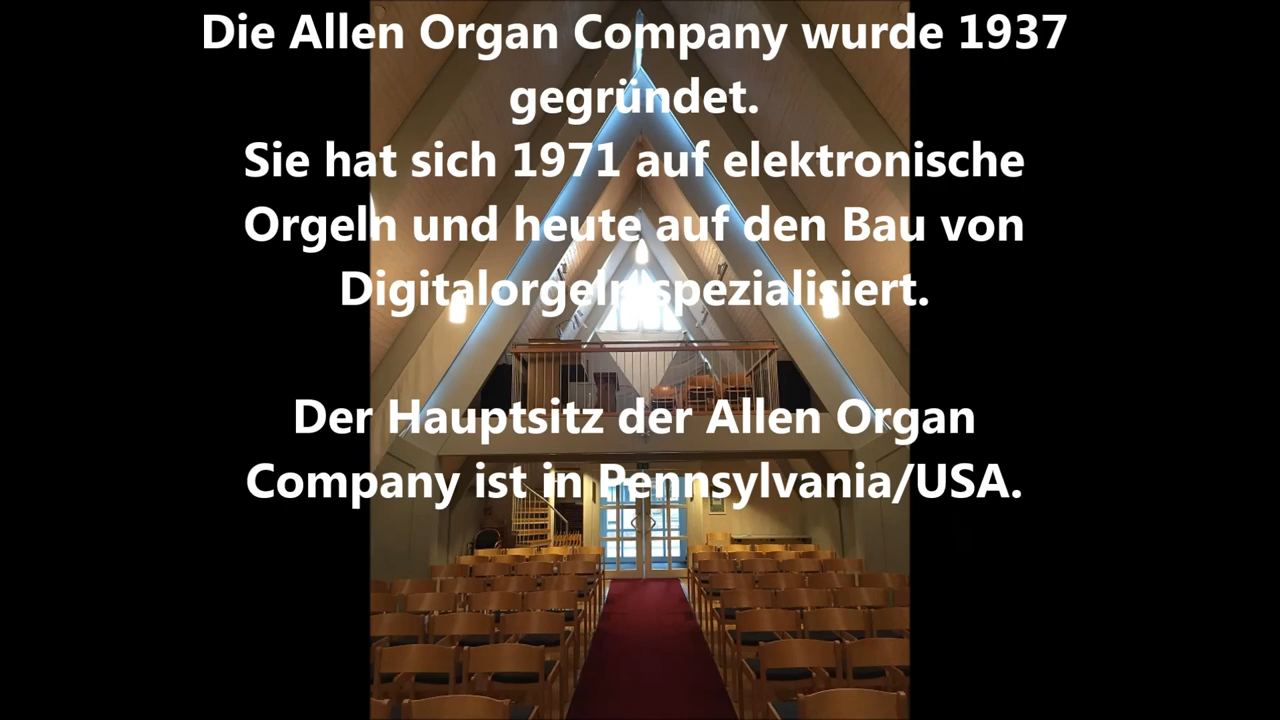 Die Allen Organ Company wurde 1937
gegründet.
Sie hat sich 1971 auf elektronische
Orgeln und heute auf den Bau von
Digitalorgeln spezialisiert.
Der Hauptsitz der Allen Organ
Company ist in Pennsylvania/USA.